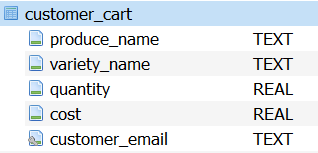 customer_cart
produce_name TEXT
variety_name TEXT
quantity REAL
cost REAL
customer_email TEXT